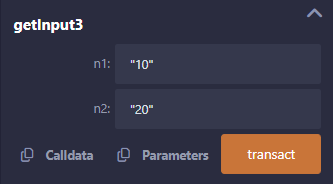 getInput3
n1: "10"
n2: "20"
Calldata Parameters transact